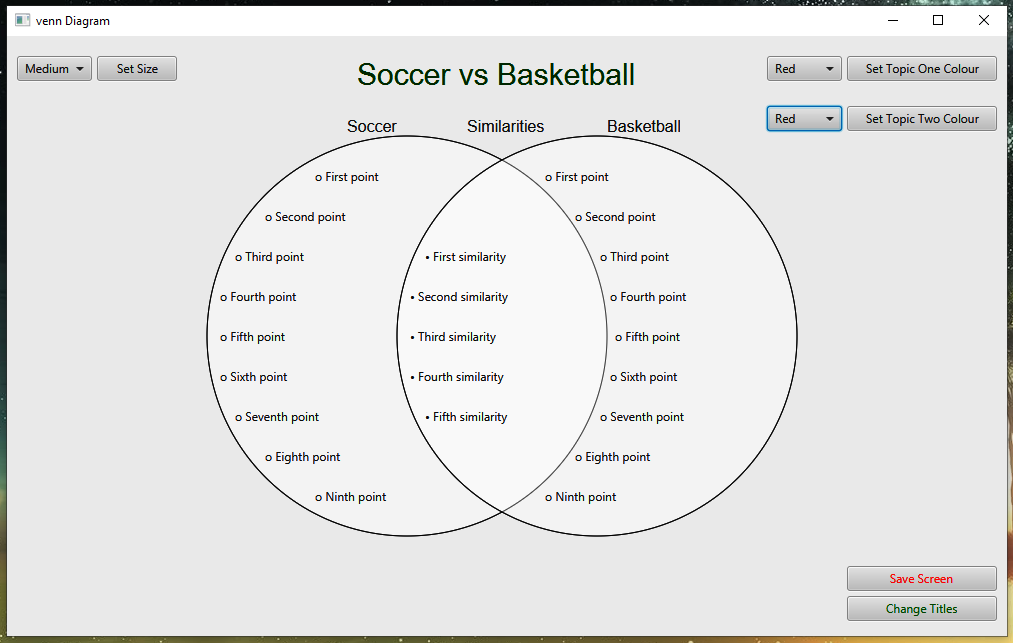 venn Diagram
Medium Set Size Soccer vs Basketball Red Set Topic One Colour
Soccer Similarities Basketball Red Set Topic Two Colour
o First point o First point
o Second point o Second point
o Third point • First similarity o Third point
o Fourth point • Second similarity o Fourth point
o Fifth point • Third similarity o Fifth point
o Sixth point • Fourth similarity o Sixth point
o Seventh point • Fifth similarity o Seventh point
o Eighth point o Eighth point
o Ninth point o Ninth point
Save Screen
Change Titles